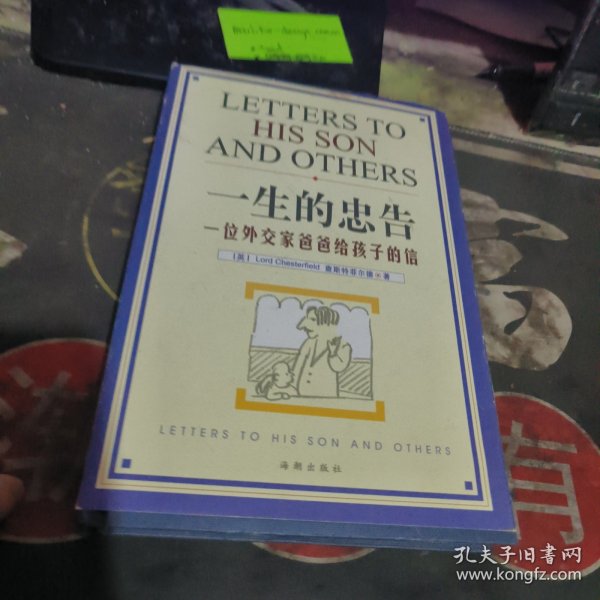 LETTERS TO
HIS SON
AND OTHERS
一生的忠告
一位外交家爸爸给孩子的信
［英］Lord Chesterfield 查斯特菲尔德 著
LETTERS TO HIS SON AND OTHERS
海潮出版社
有
孔夫子旧书网
www.kongfz.com